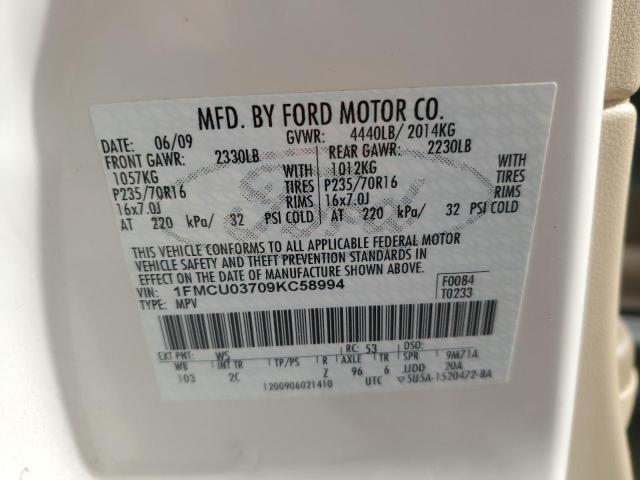 MFD. BY FORD MOTOR CO.
DATE: 06/09 GVWR: 4440LB/ 2014KG
FRONT GAWR: 2330LB REAR GAWR: 2230LB
1057KG WITH 1012KG WITH
P235/70R16 TIRES P235/70R16 TIRES
16x7.0J RIMS 16x7.0J RIMS
AT 220 kPa/ 32 PSI COLD AT 220 kPa/ 32 PSI COLD
Ford
THIS VEHICLE CONFORMS TO ALL APPLICABLE FEDERAL MOTOR
VEHICLE SAFETY AND THEFT PREVENTION STANDARDS IN
EFFECT ON THE DATE OF MANUFACTURE SHOWN ABOVE.
VIN: 1FMCU03709KC58994 F0084
TYPE: MPV T0233
EXT PNT: WS RC: 53 DSO:
WB INT TR TP/PS R AXLE TR SPR 9M71A
103 2C Z 96 6 JJDD 20A
1200906021410 UTC ▽5U5A-1520472-BA